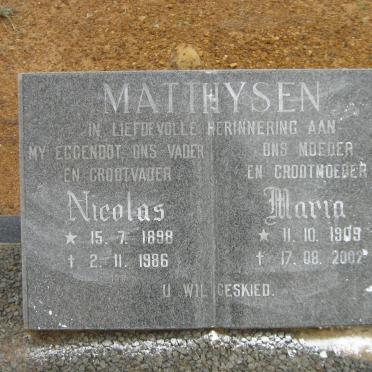 MATTHYSEN
IN LIEFDEVOLLE HERINNERING AAN
MY EGGENOOT, ONS VADER
EN GROOTVADER
ONS MOEDER
EN GROOTMOEDER
Nicolas
★ 15. 7. 1898
✝ 2. 11. 1986
Maria
★ 11. 10. 1909
✝ 17. 08. 2002
U WIL GESKIED.